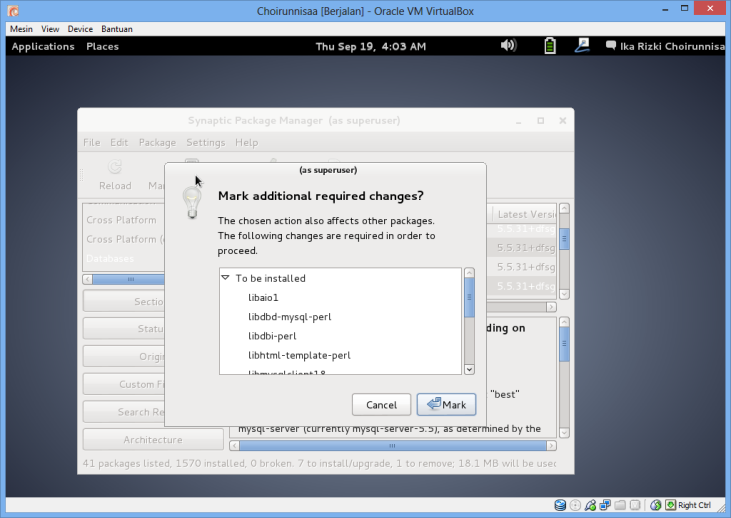 Choirunnisaa [Berjalan] - Oracle VM VirtualBox
Mesin View Device Bantuan
Applications Places Thu Sep 19, 4:03 AM Ika Rizki Choirunnisa
Synaptic Package Manager (as superuser)
File Edit Package Settings Help
(as superuser)
Reload
Mark additional required changes?
The chosen action also affects other packages.
The following changes are required in order to
proceed.
Latest Versi
Cross Platform
5.5.31+dfsg
Cross Platform (
5.5.31+dfsg
Databases
5.5.31+dfsg
5.5.31+dfsg
To be installed
libaio1
libdbd-mysql-perl
libdbi-perl
libhtml-template-perl
libmysqlclient18
Sectio
Statu
Origi
Custom Fi
Search Re
Architecture
ding on
"best"
Cancel Mark
mysql-server (currently mysql-server-5.5), as determined by the
41 packages listed, 1570 installed, 0 broken. 7 to install/upgrade, 1 to remove; 18.1 MB will be used
Right Ctrl